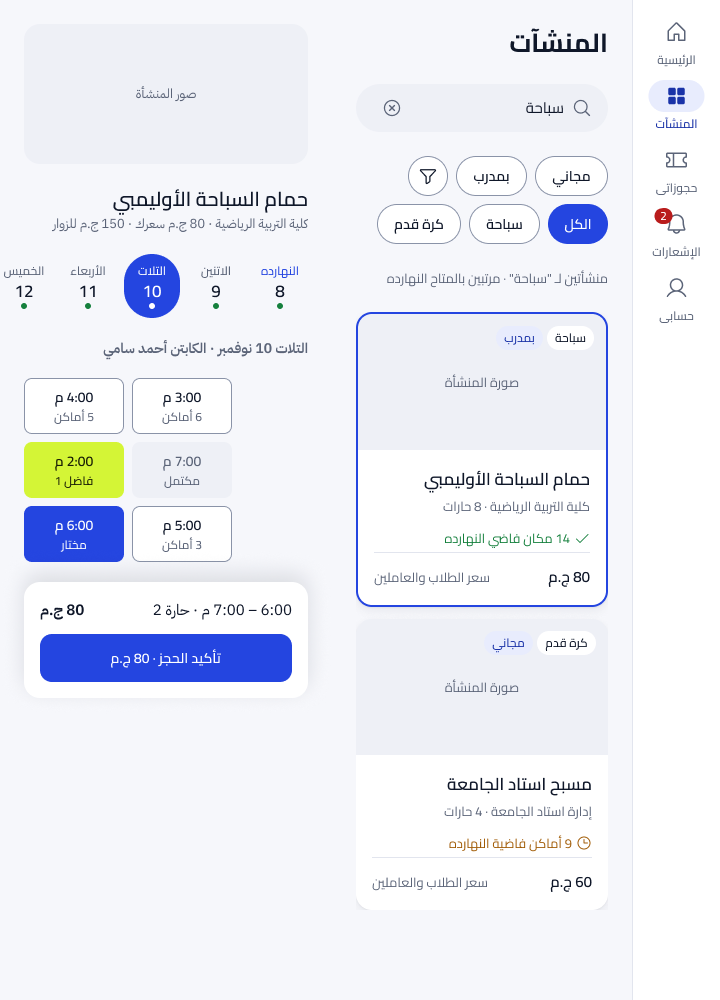 الرئيسية
المنشآت
حجوزاتى
2
الإشعارات
حسابى
المنشآت
سباحة
مجاني
بمدرب
الكل
سباحة
كرة قدم
منشأتين لـ "سباحة" · مرتبين بالمتاح النهارده
سباحة
بمدرب
صورة المنشأة
حمام السباحة الأوليمبي
كلية التربية الرياضية · 8 حارات
14 مكان فاضي النهارده
80 ج.م
سعر الطلاب والعاملين
كرة قدم
مجاني
صورة المنشأة
مسبح استاد الجامعة
إدارة استاد الجامعة · 4 حارات
9 أماكن فاضية النهارده
60 ج.م
سعر الطلاب والعاملين
صور المنشأة
حمام السباحة الأوليمبي
كلية التربية الرياضية · 80 ج.م سعرك · 150 ج.م للزوار
النهارده
8
الاتنين
9
التلات
10
الأربعاء
11
الخميس
12
التلات 10 نوفمبر · الكابتن أحمد سامي
3:00 م
6 أماكن
4:00 م
5 أماكن
7:00 م
مكتمل
2:00 م
فاضل 1
5:00 م
3 أماكن
6:00 م
مختار
6:00 – 7:00 م · حارة 2
80 ج.م
تأكيد الحجز · 80 ج.م